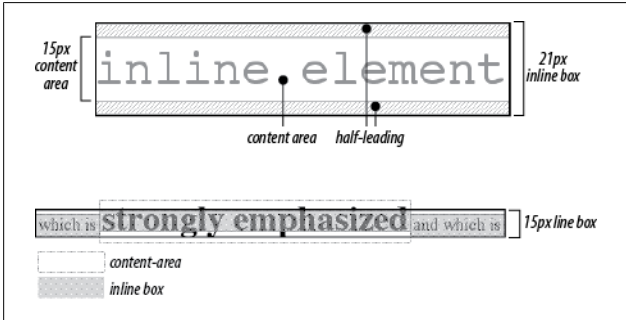 15px
content
area
inline element
21px
inline box
content area
half-leading
which is strongly emphasized and which is
15px line box
content-area
inline box